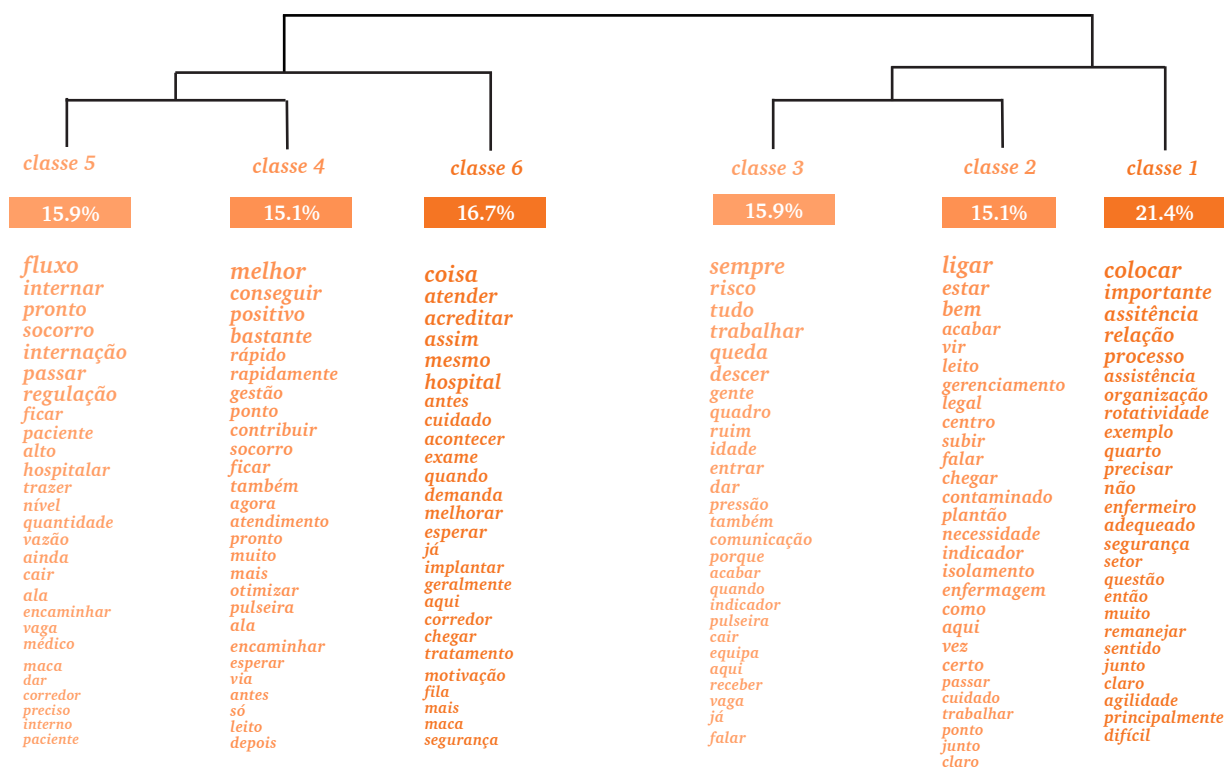 classe 5
15.9%
fluxo
internar
pronto
socorro
internação
passar
regulação
ficar
paciente
alto
hospitalar
trazer
nível
quantidade
vazão
ainda
cair
ala
encaminhar
vaga
médico
maca
dar
corredor
preciso
interno
paciente
classe 4
15.1%
melhor
conseguir
positivo
bastante
rápido
rapidamente
gestão
ponto
contribuir
socorro
ficar
também
agora
atendimento
pronto
muito
mais
otimizar
pulseira
ala
encaminhar
esperar
via
antes
só
leito
depois
classe 6
16.7%
coisa
atender
acreditar
assim
mesmo
hospital
antes
cuidado
acontecer
exame
quando
demanda
melhorar
esperar
já
implantar
geralmente
aqui
corredor
chegar
tratamento
motivação
fila
mais
maca
segurança
classe 3
15.9%
sempre
risco
tudo
trabalhar
queda
descer
gente
quadro
ruim
idade
entrar
dar
pressão
também
comunicação
porque
acabar
quando
indicador
pulseira
cair
equipa
aqui
receber
vaga
já
falar
classe 2
15.1%
ligar
estar
bem
acabar
vir
leito
gerenciamento
legal
centro
subir
falar
chegar
contaminado
plantão
necessidade
indicador
isolamento
enfermagem
como
aqui
vez
certo
passar
cuidado
trabalhar
ponto
junto
claro
classe 1
21.4%
colocar
importante
assitência
relação
processo
assistência
organização
rotatividade
exemplo
quarto
precisar
não
enfermeiro
adequeado
segurança
setor
questão
então
muito
remanejar
sentido
junto
claro
agilidade
principalmente
difícil